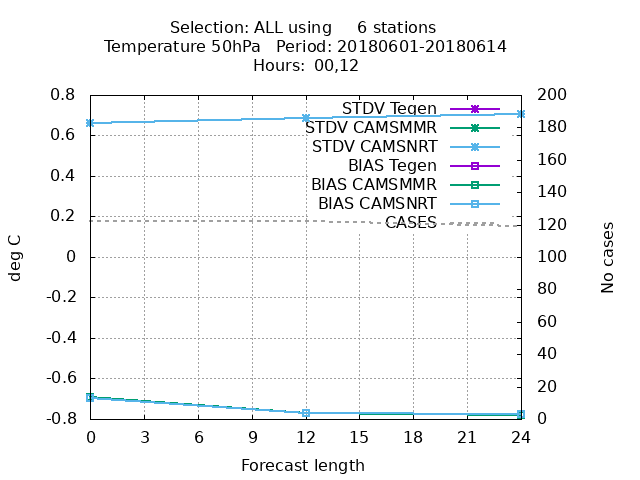 Selection: ALL using     6 stations
Temperature 50hPa   Period: 20180601-20180614
Hours: 00,12
0.8
0.6
0.4
0.2
0
-0.2
-0.4
-0.6
-0.8
deg C
STDV Tegen
STDV CAMSMMR
STDV CAMSNRT
BIAS Tegen
BIAS CAMSMMR
BIAS CAMSNRT
CASES
200
180
160
140
120
100
80
60
40
20
0
No cases
0 3 6 9 12 15 18 21 24
Forecast length